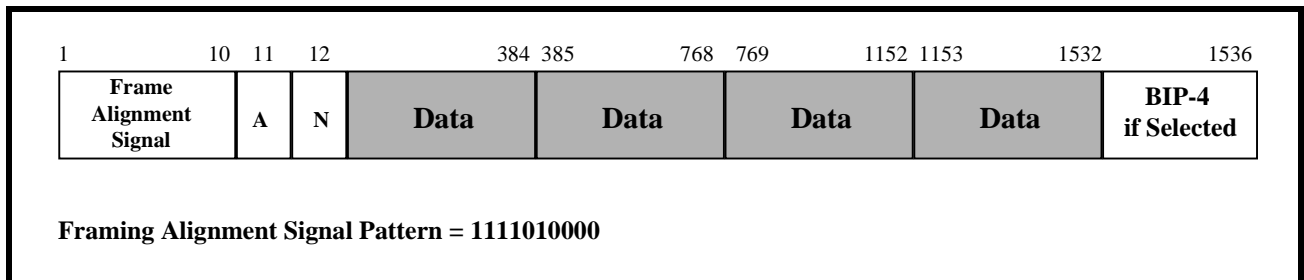 1 10 11 12 384 385 768 769 1152 1153 1532 1536
Frame
Alignment
Signal
A
N
Data
Data
Data
Data
BIP-4
if Selected
Framing Alignment Signal Pattern = 1111010000